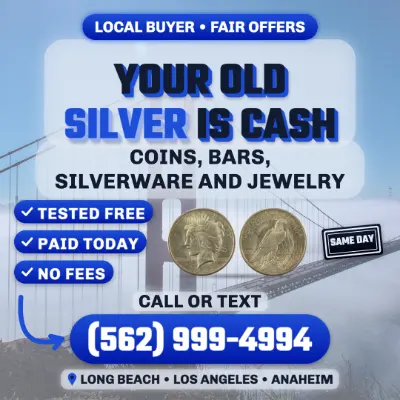 LOCAL BUYER • FAIR OFFERS
YOUR OLD
SILVER IS CASH
COINS, BARS,
SILVERWARE AND JEWELRY
✓ TESTED FREE
✓ PAID TODAY
✓ NO FEES
SAME DAY
CALL OR TEXT
(562) 999-4994
LONG BEACH • LOS ANGELES • ANAHEIM